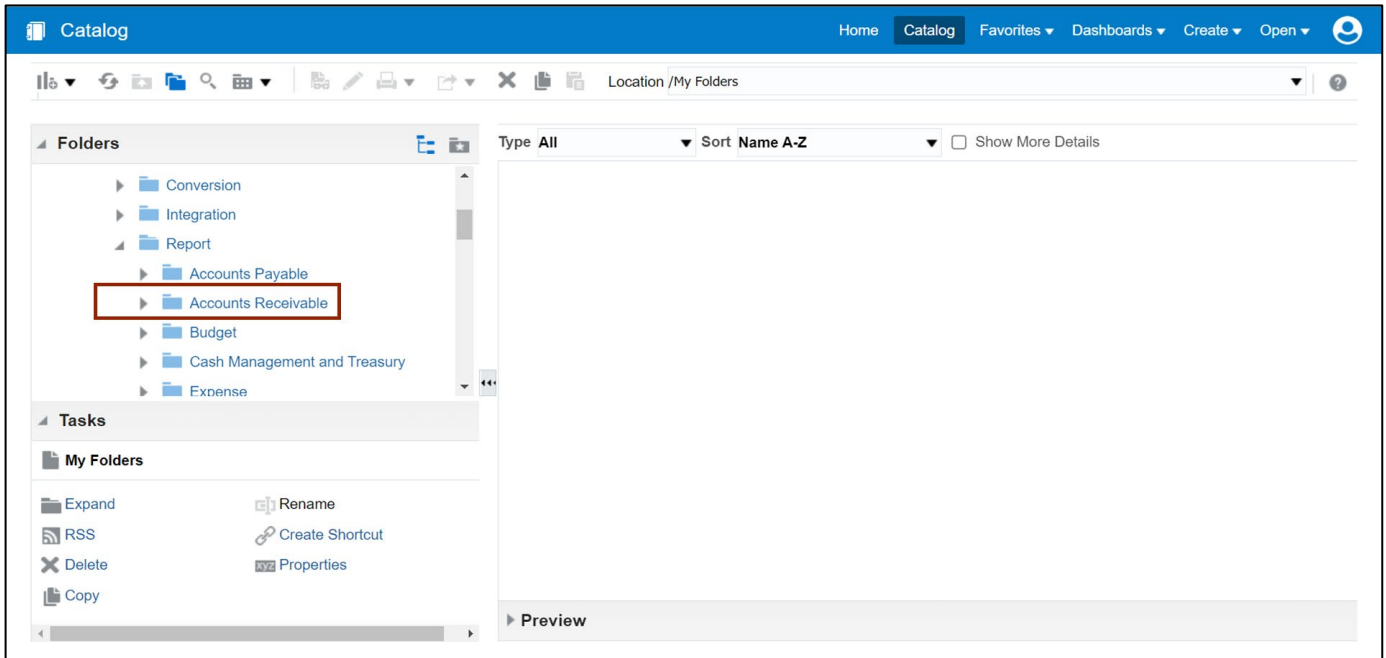 Catalog
Home Catalog Favorites Dashboards Create Open
Location /My Folders
Folders
Type All Sort Name A-Z Show More Details
Conversion
Integration
Report
Accounts Payable
Accounts Receivable
Budget
Cash Management and Treasury
Expense
Tasks
My Folders
Expand Rename
RSS Create Shortcut
Delete xyz Properties
Copy
Preview